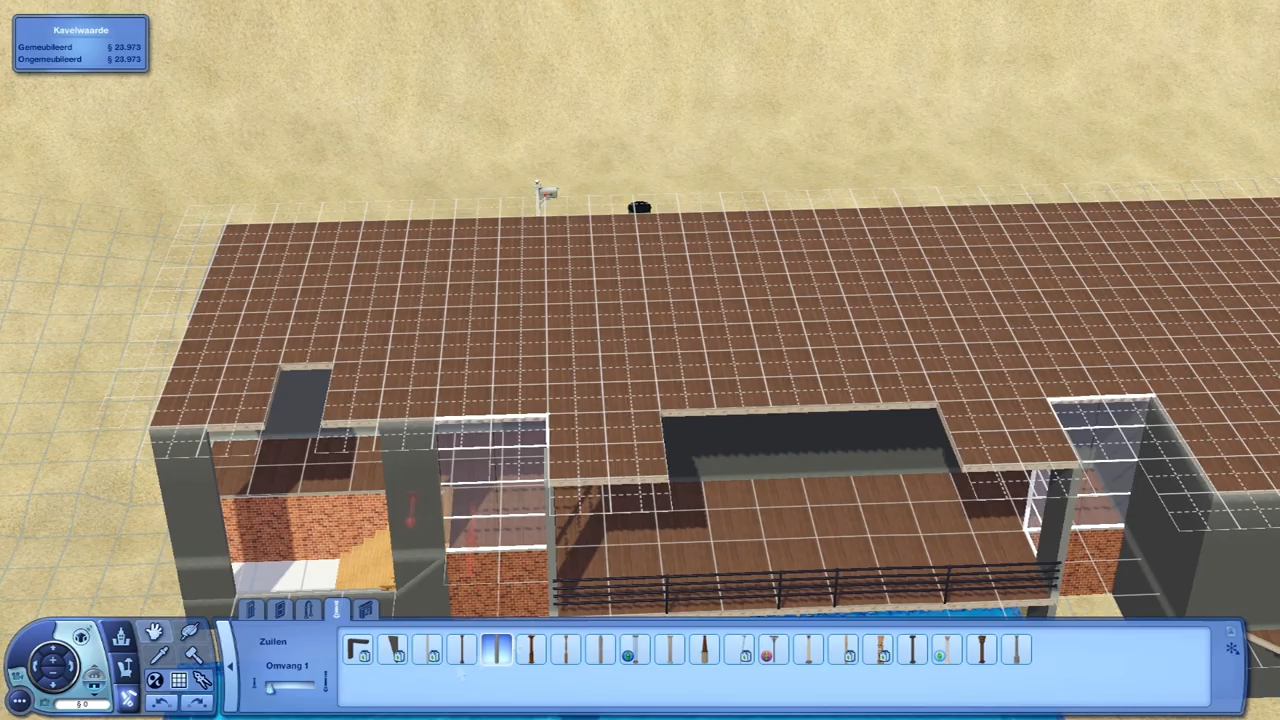 Kavelwaarde
Gemeubileerd § 23.973
Ongemeubileerd § 23.973
Zuilen
Omvang 1
§ 0